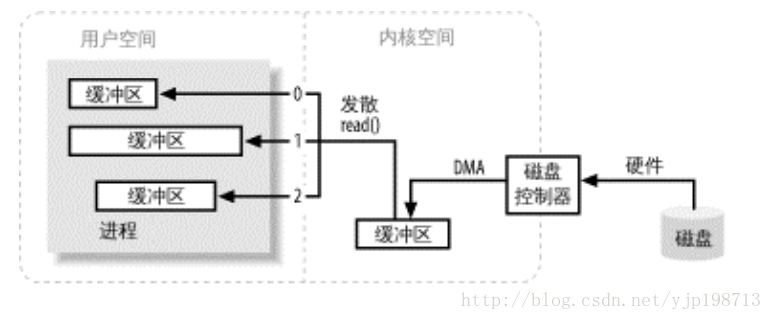 用户空间
内核空间
缓冲区
0
发散
read()
缓冲区
1
DMA
磁盘
控制器
硬件
缓冲区
2
进程
缓冲区
磁盘
http://blog.csdn.net/yjp198713